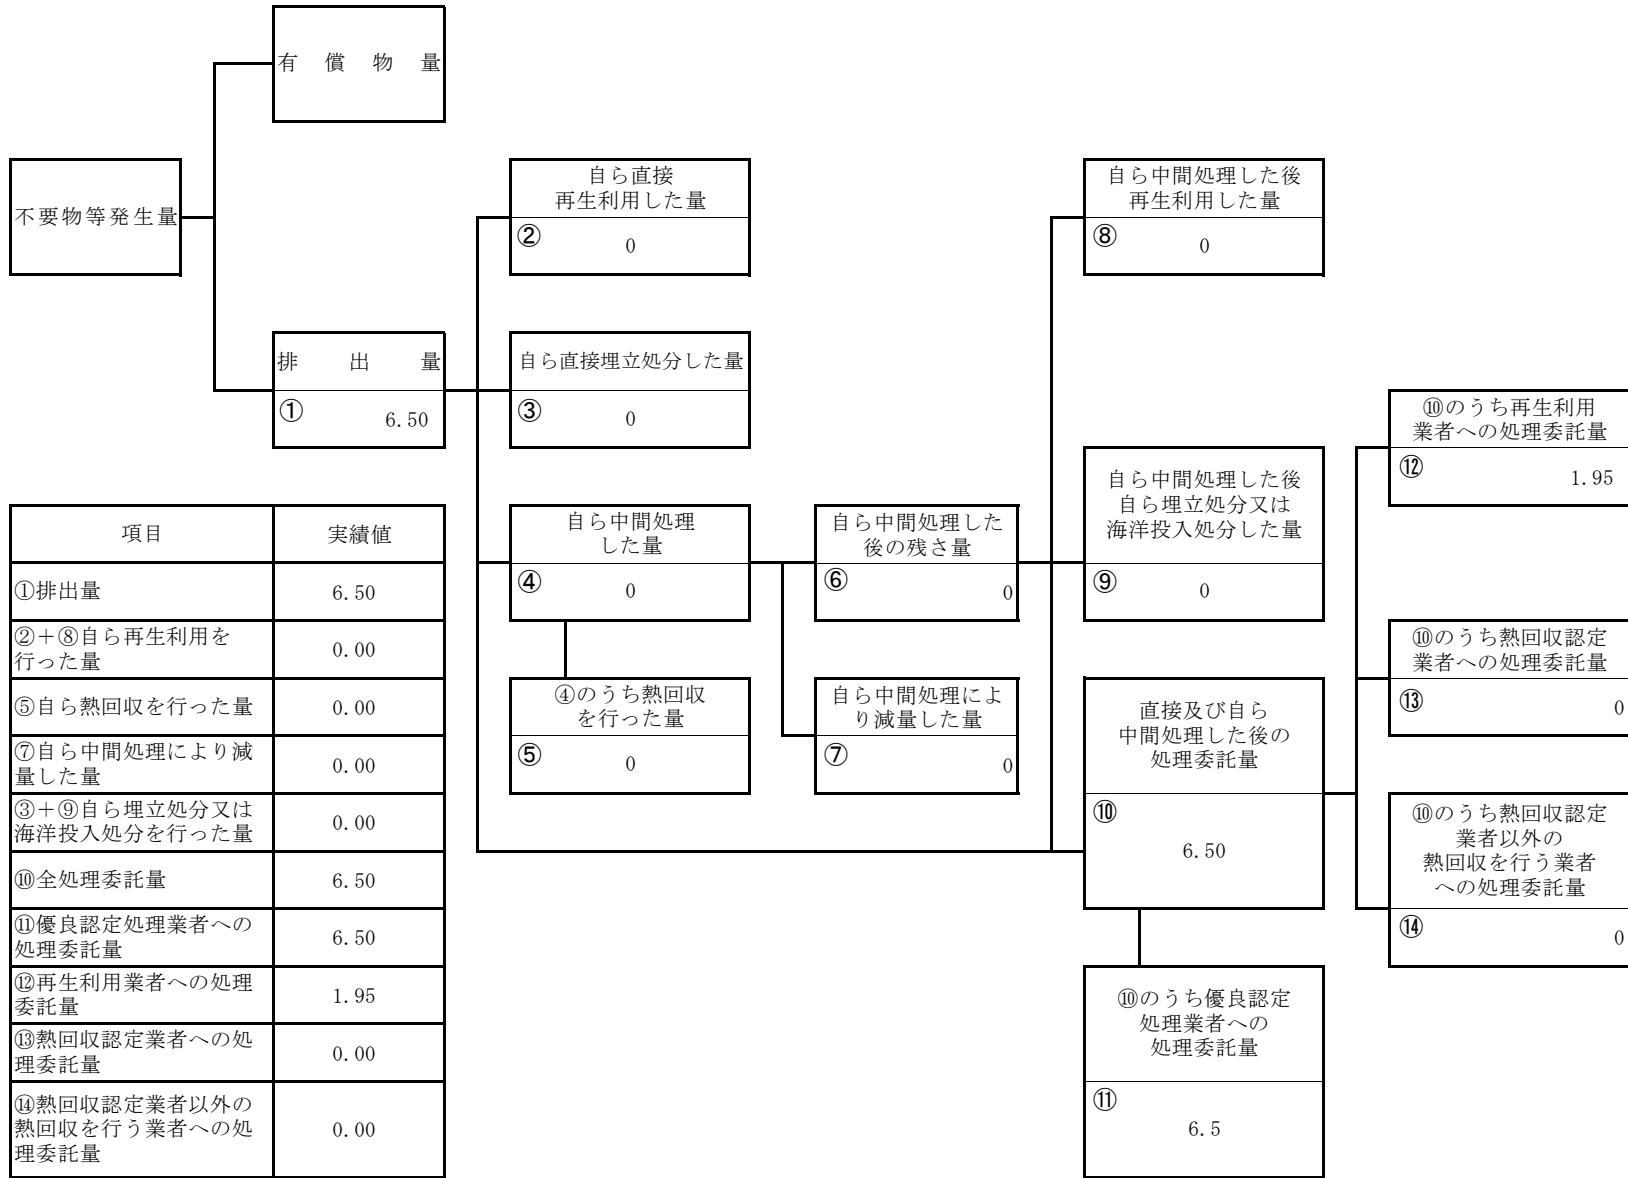 有償物量
不要物等発生量
排出量
①
6.50
自ら直接
再生利用した量
②
0
自ら直接埋立処分した量
③
0
自ら中間処理
した量
④
0
④のうち熱回収
を行った量
⑤
0
自ら中間処理した
後の残さ量
⑥
0
自ら中間処理によ
り減量した量
⑦
0
自ら中間処理した後
再生利用した量
⑧
0
自ら中間処理した後
自ら埋立処分又は
海洋投入処分した量
⑨
0
直接及び自ら
中間処理した後の
処理委託量
⑩
6.50
⑩のうち優良認定
処理業者への
処理委託量
⑪
6.5
⑩のうち再生利用
業者への処理委託量
⑫
1.95
⑩のうち熱回収認定
業者への処理委託量
⑬
0
⑩のうち熱回収認定
業者以外の
熱回収を行う業者
への処理委託量
⑭
0
項目 実績値
①排出量 6.50
②＋⑧自ら再生利用を
行った量 0.00
⑤自ら熱回収を行った量 0.00
⑦自ら中間処理により減
量した量 0.00
③＋⑨自ら埋立処分又は
海洋投入処分を行った量 0.00
⑩全処理委託量 6.50
⑪優良認定処理業者への
処理委託量 6.50
⑫再生利用業者への処理
委託量 1.95
⑬熱回収認定業者への処
理委託量 0.00
⑭熱回収認定業者以外の
熱回収を行う業者への処
理委託量 0.00